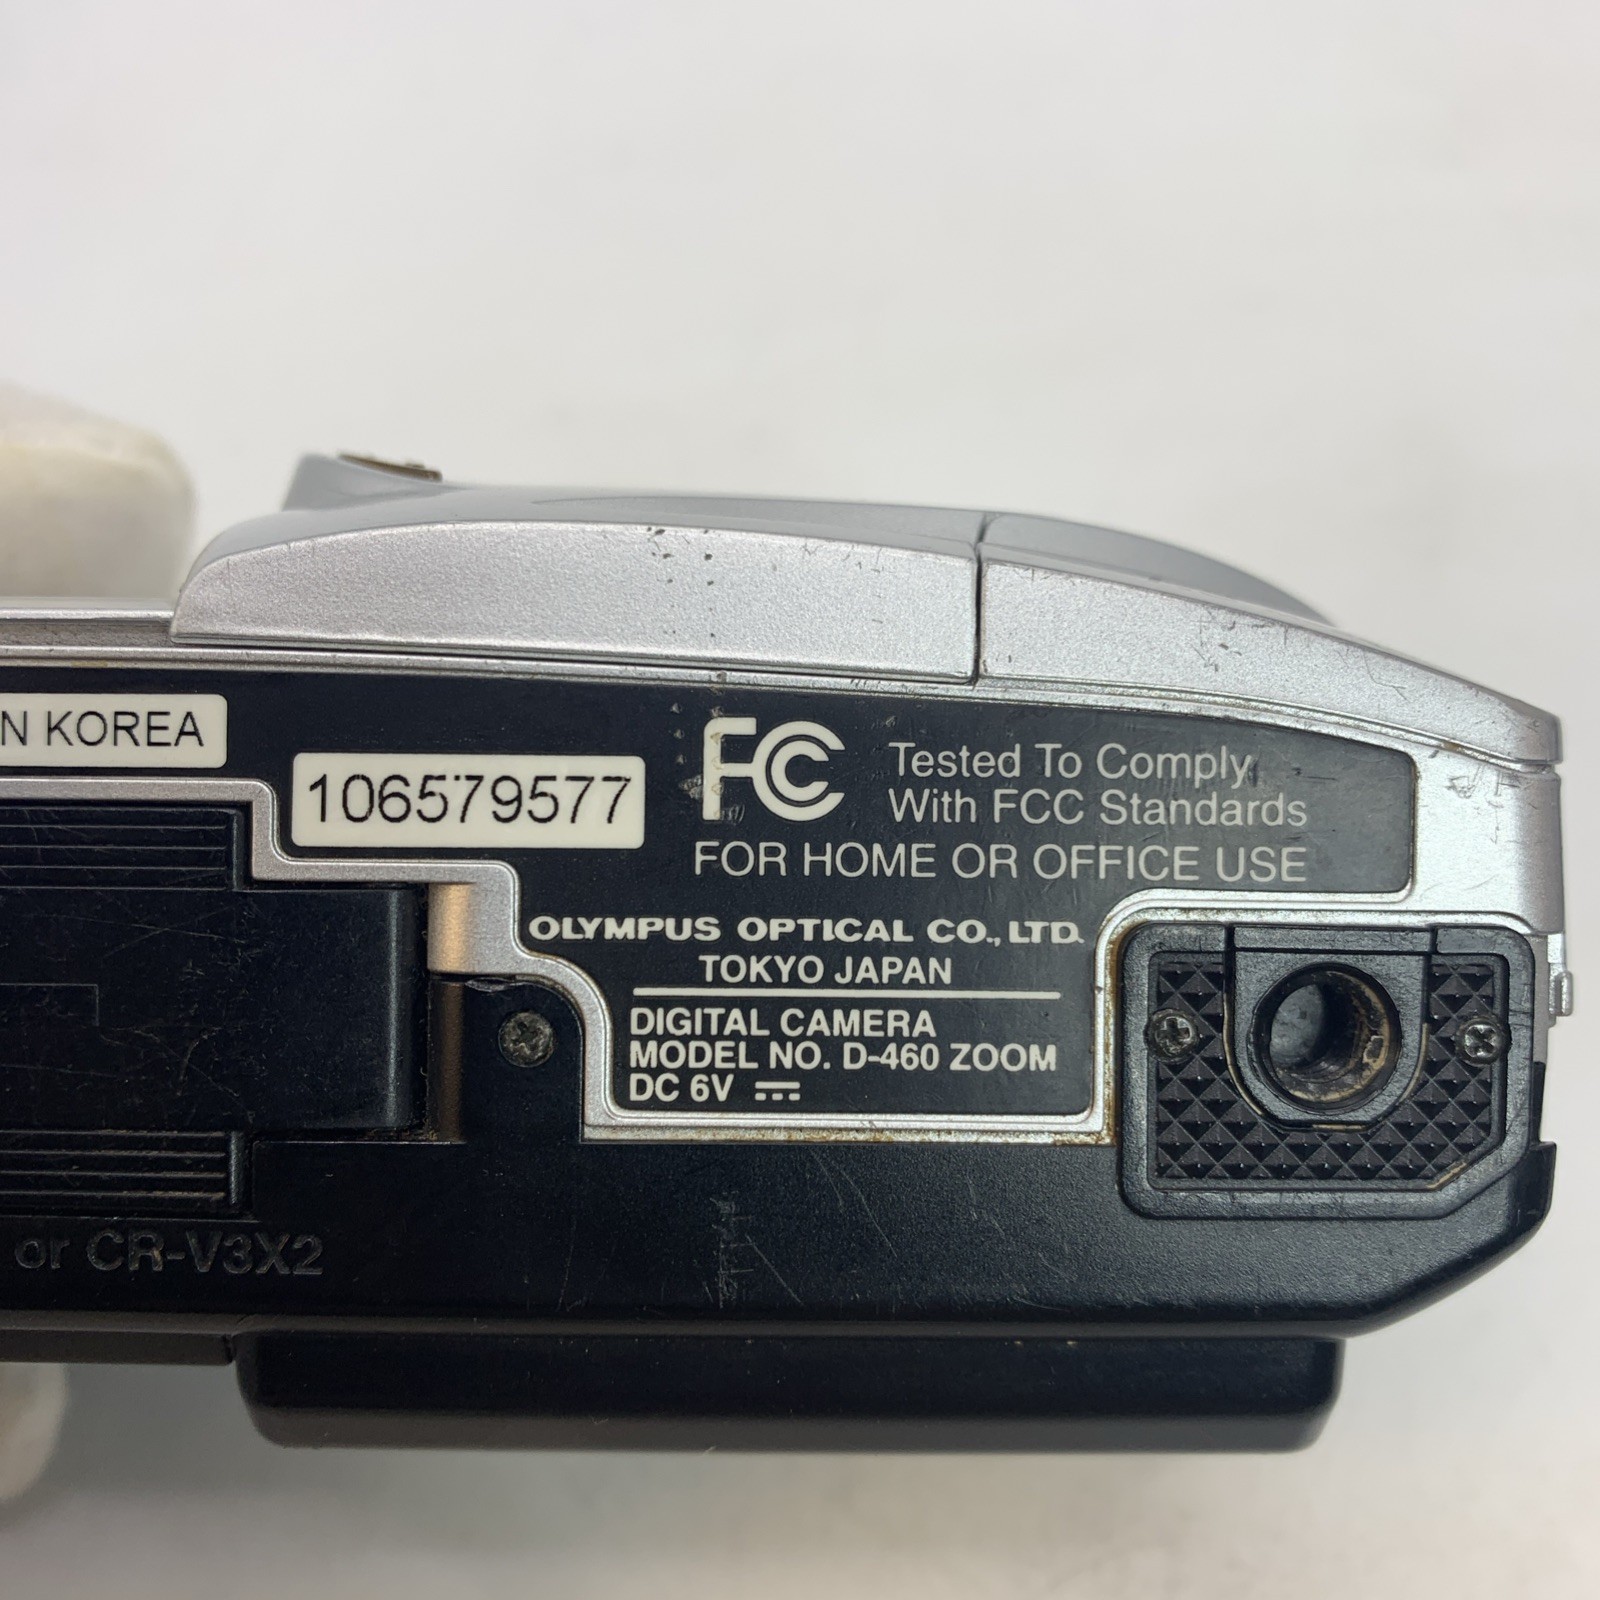 N KOREA
106579577
FC Tested To Comply
With FCC Standards
FOR HOME OR OFFICE USE
OLYMPUS OPTICAL CO., LTD.
TOKYO JAPAN
DIGITAL CAMERA
MODEL NO. D-460 ZOOM
DC 6V
or CR-V3X2